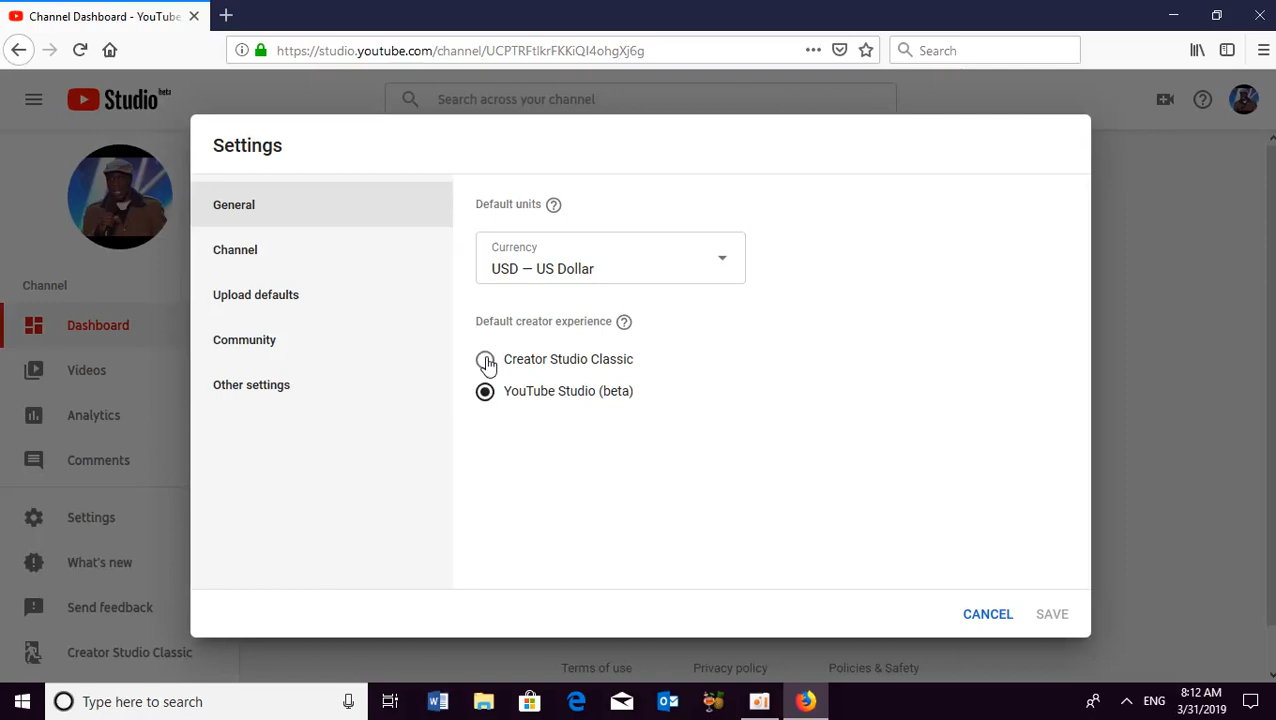 Channel Dashboard - YouTube
https://studio.youtube.com/channel/UCPTRFtlkrFKKiQI4ohgXj6g
Search
Studio beta
Search across your channel
Settings
General
Channel
Upload defaults
Community
Other settings
Default units
Currency
USD — US Dollar
Default creator experience
Creator Studio Classic
YouTube Studio (beta)
CANCEL
SAVE
Channel
Dashboard
Videos
Analytics
Comments
Settings
What's new
Send feedback
Creator Studio Classic
Terms of use
Privacy policy
Policies & Safety
Type here to search
ENG
8:12 AM
3/31/2019